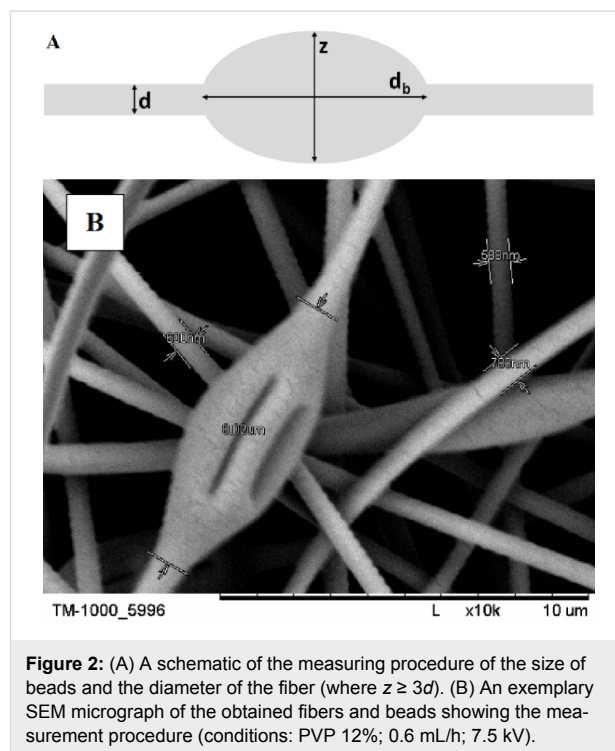 A
z
d
d_b
B
600nm
599nm
763nm
8.02um
TM-1000_5996 L x10k 10 um
Figure 2: (A) A schematic of the measuring procedure of the size of
beads and the diameter of the fiber (where z ≥ 3d). (B) An exemplary
SEM micrograph of the obtained fibers and beads showing the mea-
surement procedure (conditions: PVP 12%; 0.6 mL/h; 7.5 kV).